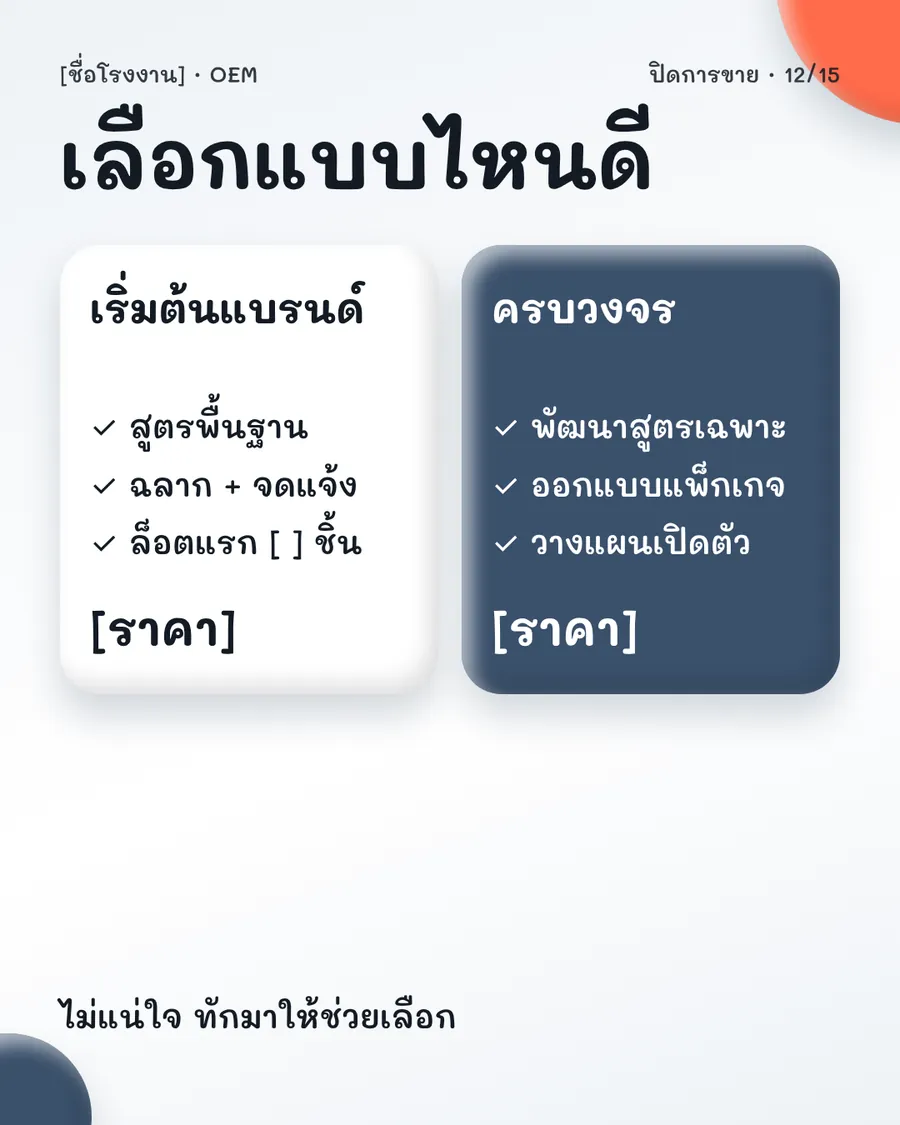 [ชื่อโรงงาน] · OEM
ปิดการขาย · 12/15
เลือกแบบไหนดี
เริ่มต้นแบรนด์
✓ สูตรพื้นฐาน
✓ ฉลาก + จดแจ้ง
✓ ล็อตแรก [ ] ชิ้น
[ราคา]
ครบวงจร
✓ พัฒนาสูตรเฉพาะ
✓ ออกแบบแพ็กเกจ
✓ วางแผนเปิดตัว
[ราคา]
ไม่แน่ใจ ทักมาให้ช่วยเลือก